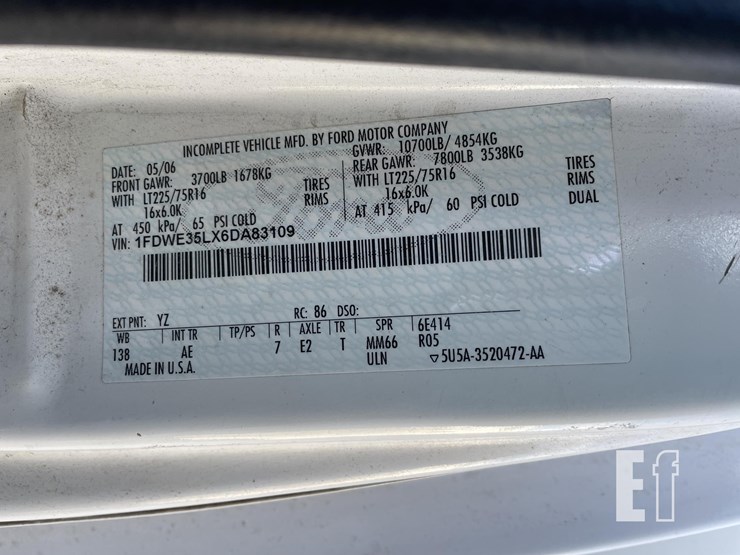 INCOMPLETE VEHICLE MFD. BY FORD MOTOR COMPANY
DATE: 05/06 GVWR: 10700LB/ 4854KG
FRONT GAWR: 3700LB 1678KG REAR GAWR: 7800LB 3538KG
WITH LT225/75R16 TIRES WITH LT225/75R16 TIRES
16x6.0K RIMS 16x6.0K RIMS
AT 450 kPa/ 65 PSI COLD AT 415 kPa/ 60 PSI COLD DUAL
VIN: 1FDWE35LX6DA83109
EXT PNT: YZ RC: 86 DSO:
WB INT TR TP/PS R AXLE TR SPR 6E414
138 AE 7 E2 T MM66 R05
MADE IN U.S.A. ULN ▽5U5A-3520472-AA
Ef